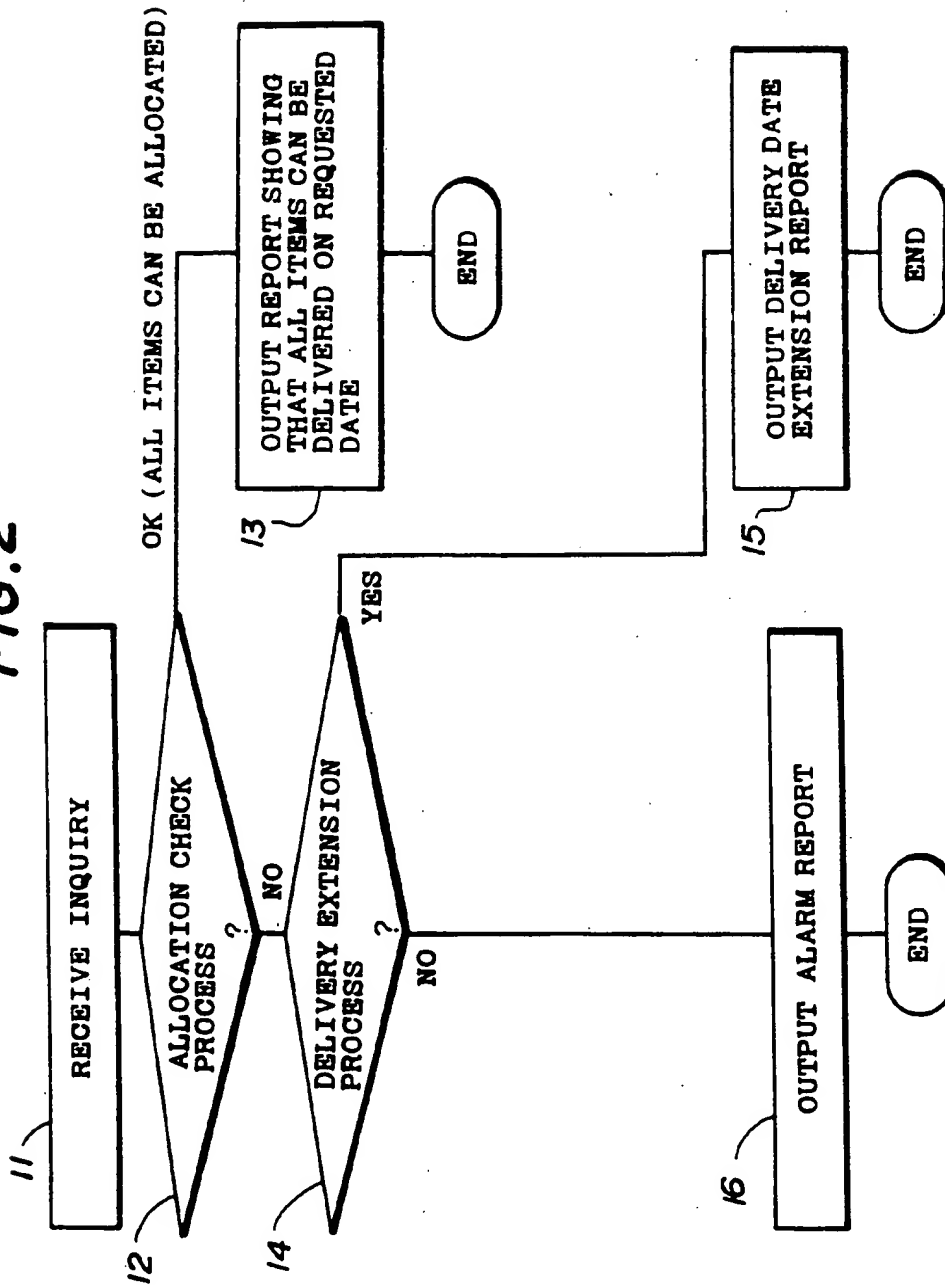 FIG.2
11
RECEIVE INQUIRY
12
ALLOCATION CHECK
PROCESS
?
OK (ALL ITEMS CAN BE ALLOCATED)
NO
13
OUTPUT REPORT SHOWING
THAT ALL ITEMS CAN BE
DELIVERED ON REQUESTED
DATE
END
14
DELIVERY EXTENSION
PROCESS
?
YES
NO
15
OUTPUT DELIVERY DATE
EXTENSION REPORT
END
16
OUTPUT ALARM REPORT
END